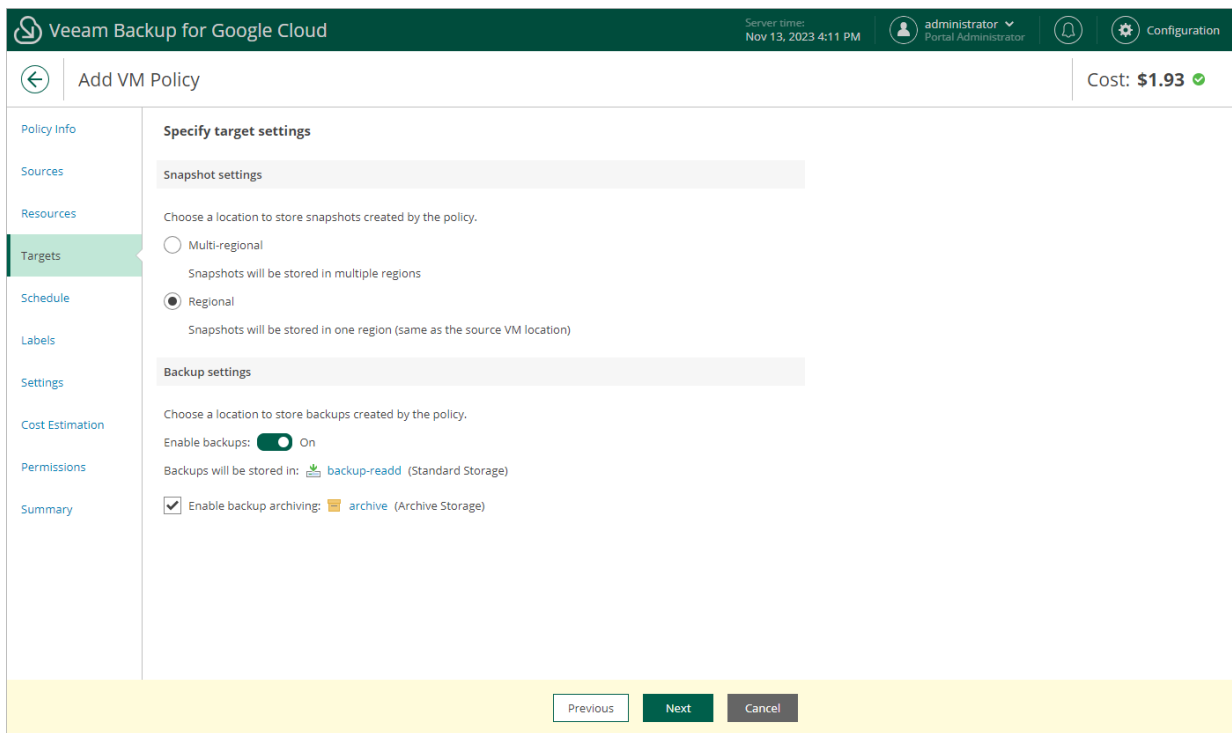 Veeam Backup for Google Cloud
Server time:
Nov 13, 2023 4:11 PM
administrator
Portal Administrator
Configuration
Add VM Policy
Cost: $1.93
Policy Info
Sources
Resources
Targets
Schedule
Labels
Settings
Cost Estimation
Permissions
Summary
Specify target settings
Snapshot settings
Choose a location to store snapshots created by the policy.
Multi-regional
Snapshots will be stored in multiple regions
Regional
Snapshots will be stored in one region (same as the source VM location)
Backup settings
Choose a location to store backups created by the policy.
Enable backups: On
Backups will be stored in: backup-readd (Standard Storage)
Enable backup archiving: archive (Archive Storage)
Previous
Next
Cancel